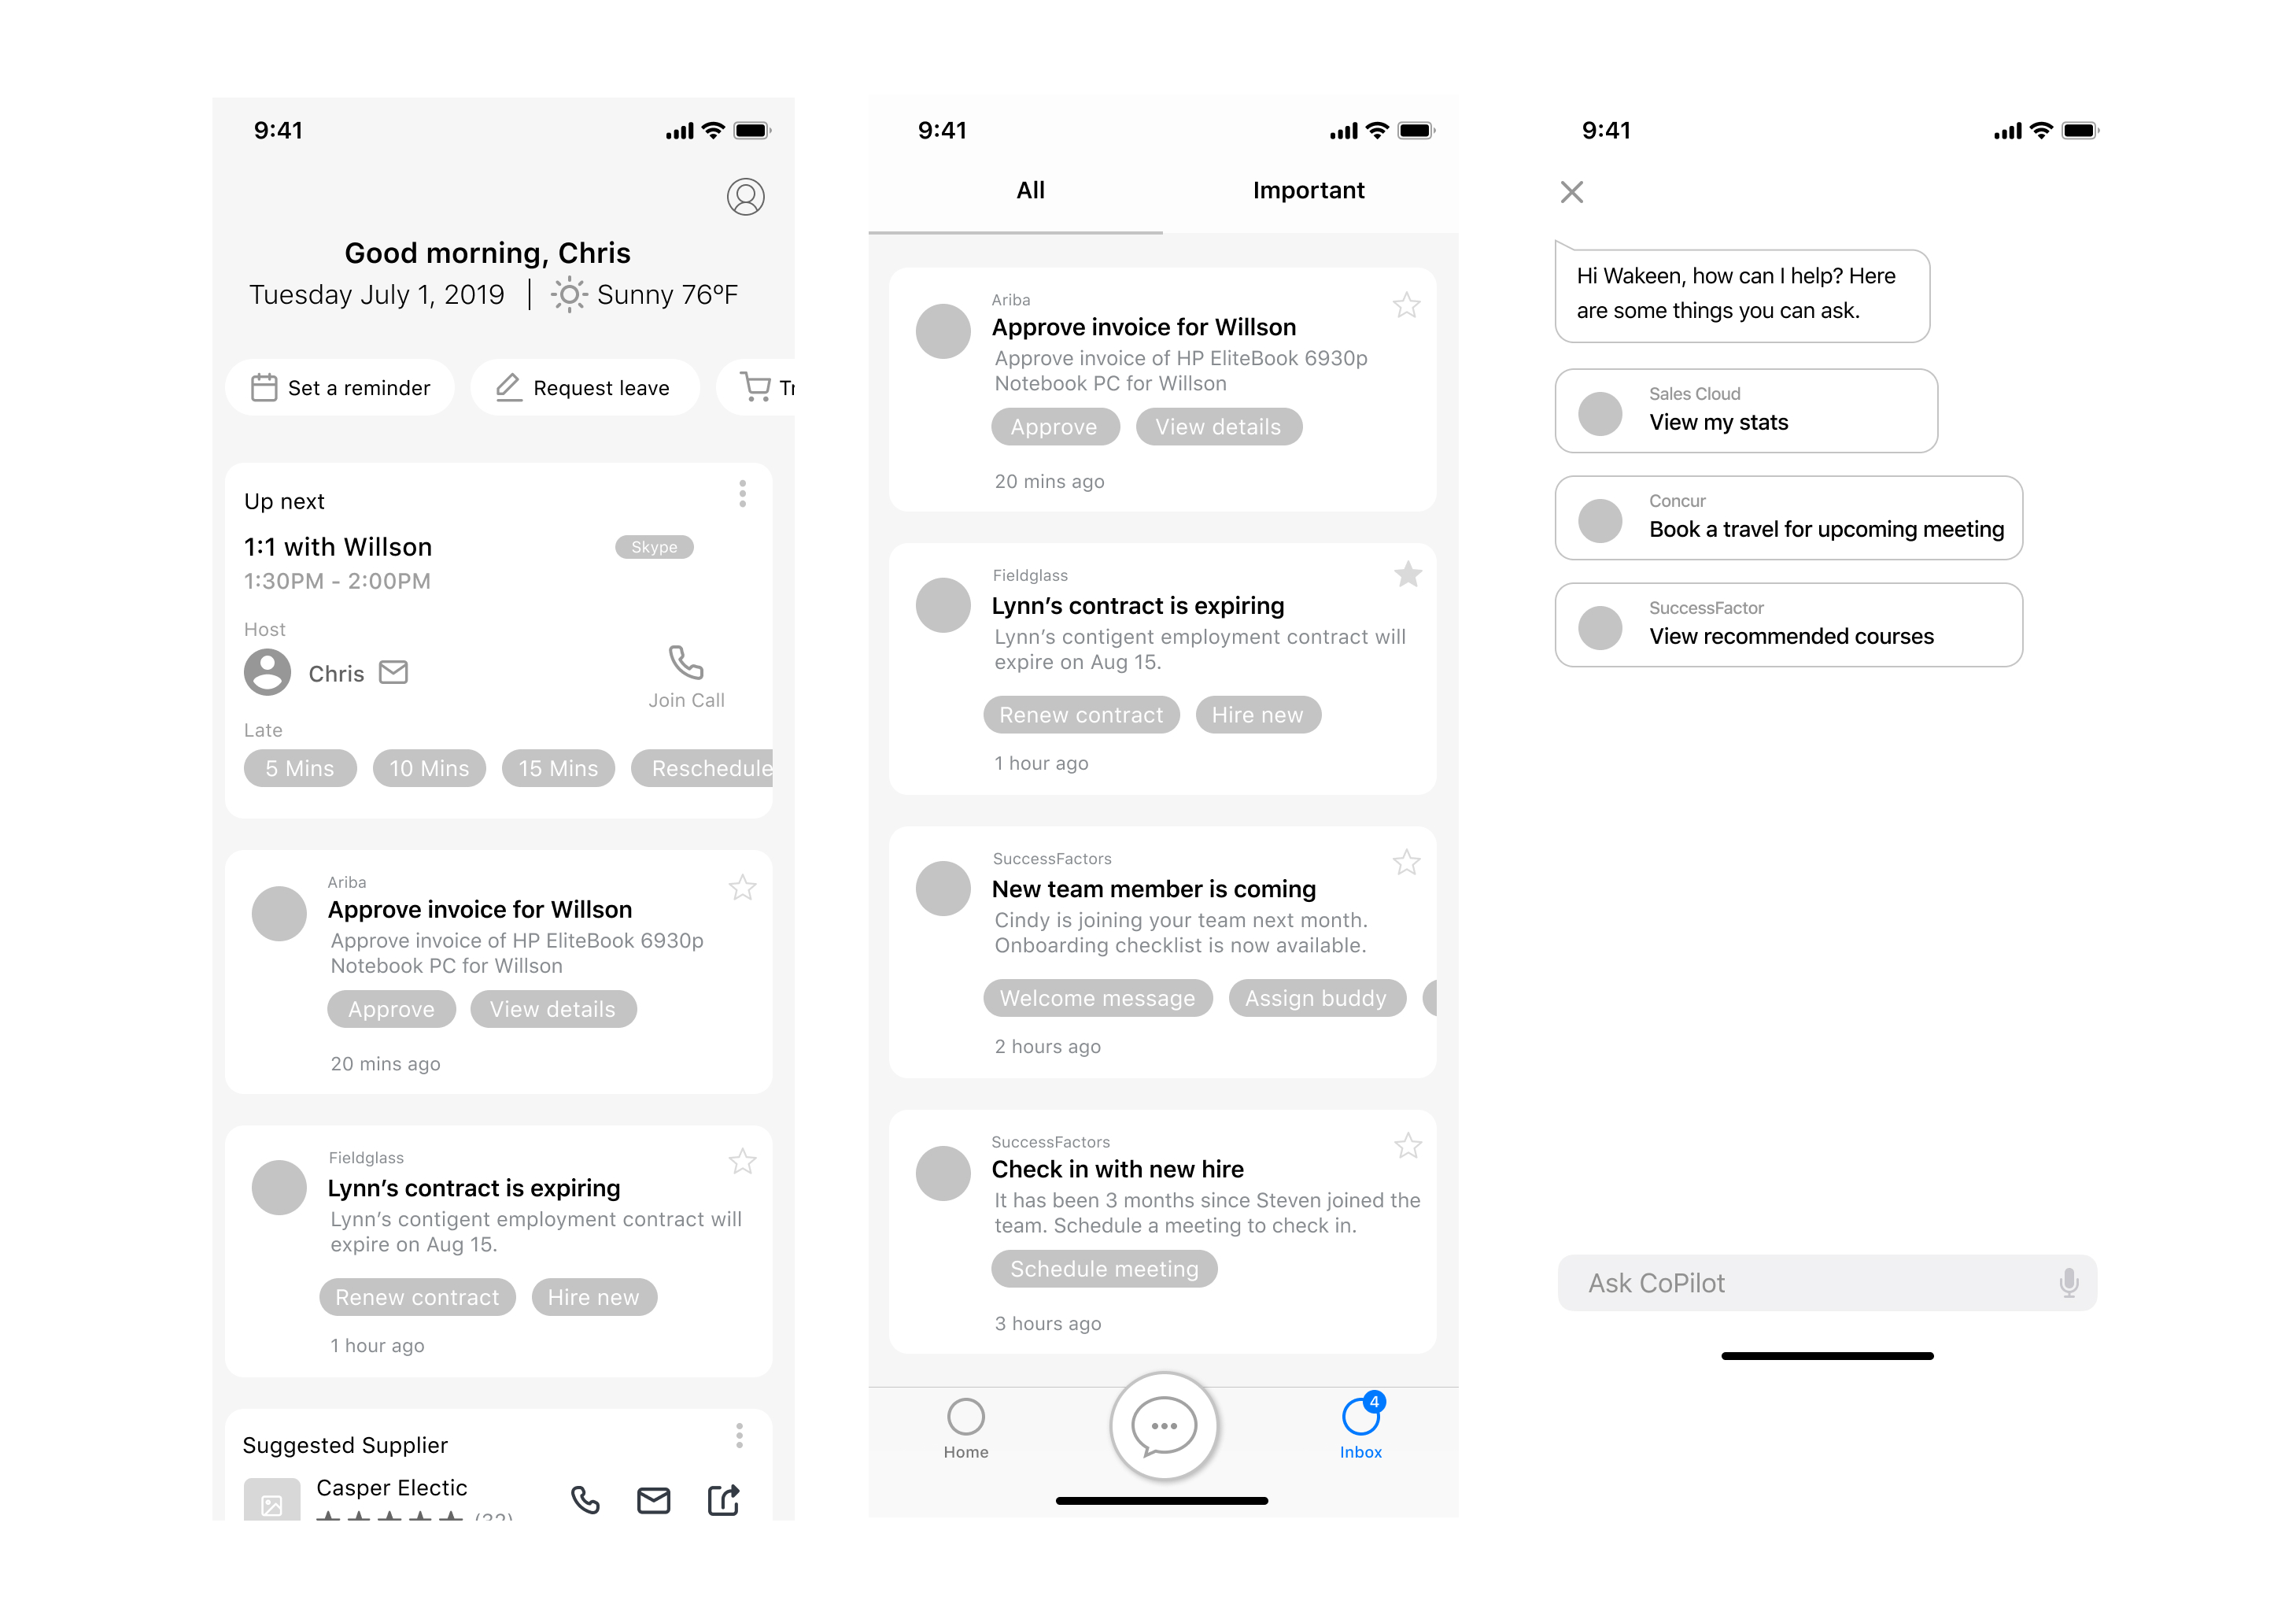 9:41
Good morning, Chris
Tuesday July 1, 2019 | Sunny 76ºF
Set a reminder
Request leave
Tr
Up next
1:1 with Willson
Skype
1:30PM - 2:00PM
Host
Chris
Join Call
Late
5 Mins
10 Mins
15 Mins
Reschedule
Ariba
Approve invoice for Willson
Approve invoice of HP EliteBook 6930p
Notebook PC for Willson
Approve
View details
20 mins ago
Fieldglass
Lynn’s contract is expiring
Lynn’s contigent employment contract will
expire on Aug 15.
Renew contract
Hire new
1 hour ago
Suggested Supplier
Casper Electic
(32)
9:41
All
Important
Ariba
Approve invoice for Willson
Approve invoice of HP EliteBook 6930p
Notebook PC for Willson
Approve
View details
20 mins ago
Fieldglass
Lynn’s contract is expiring
Lynn’s contigent employment contract will
expire on Aug 15.
Renew contract
Hire new
1 hour ago
SuccessFactors
New team member is coming
Cindy is joining your team next month.
Onboarding checklist is now available.
Welcome message
Assign buddy
2 hours ago
SuccessFactors
Check in with new hire
It has been 3 months since Steven joined the
team. Schedule a meeting to check in.
Schedule meeting
3 hours ago
Home
4
Inbox
9:41
Hi Wakeen, how can I help? Here
are some things you can ask.
Sales Cloud
View my stats
Concur
Book a travel for upcoming meeting
SuccessFactor
View recommended courses
Ask CoPilot